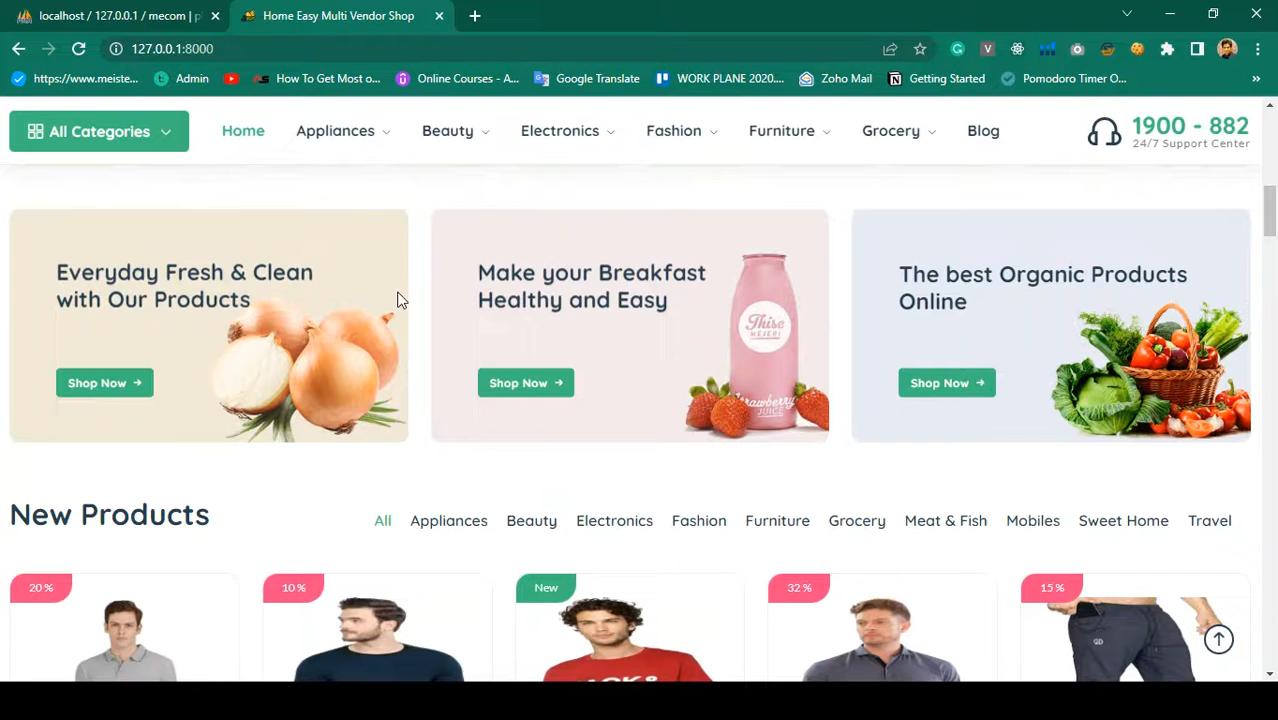 localhost / 127.0.0.1 / mecom | p
Home Easy Multi Vendor Shop
127.0.0.1:8000
https://www.meiste...
Admin
How To Get Most o...
Online Courses - A...
Google Translate
WORK PLANE 2020....
Zoho Mail
Getting Started
Pomodoro Timer O...
»
All Categories
Home
Appliances
Beauty
Electronics
Fashion
Furniture
Grocery
Blog
1900 - 882
24/7 Support Center
Everyday Fresh & Clean
with Our Products
Shop Now →
Make your Breakfast
Healthy and Easy
Shop Now →
Thise
MEJERI
Strawberry
JUICE
The best Organic Products
Online
Shop Now →
New Products
All
Appliances
Beauty
Electronics
Fashion
Furniture
Grocery
Meat & Fish
Mobiles
Sweet Home
Travel
20 %
10 %
New
32 %
15 %